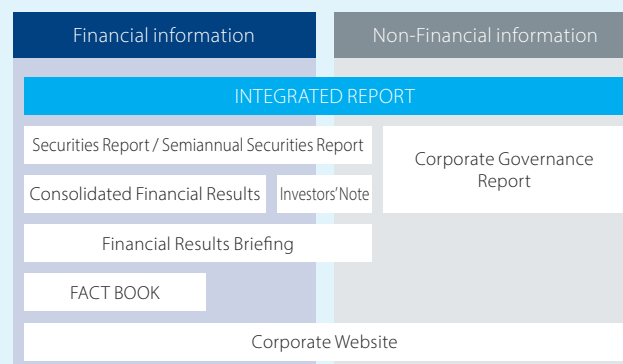 Financial information
Non-Financial information
INTEGRATED REPORT
Securities Report / Semiannual Securities Report
Corporate Governance
Report
Consolidated Financial Results
Investors' Note
Financial Results Briefing
FACT BOOK
Corporate Website